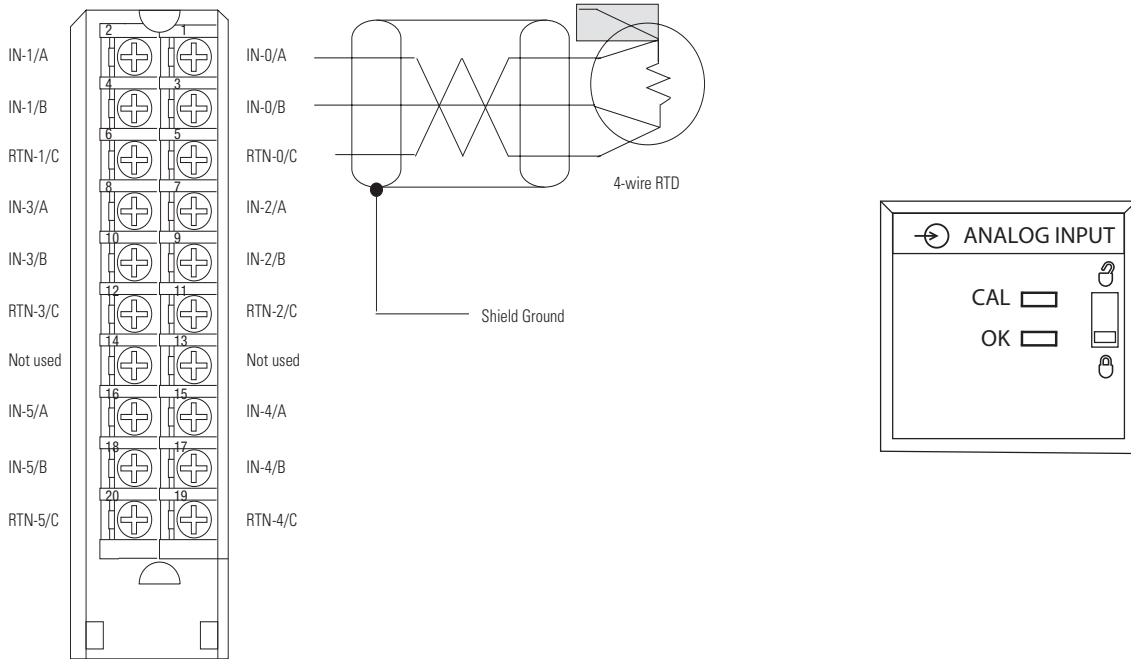 2 1
IN-1/A IN-0/A
4 3
IN-1/B IN-0/B
6 5
RTN-1/C RTN-0/C
4-wire RTD
8 7
IN-3/A IN-2/A
10 9
IN-3/B IN-2/B
12 11
RTN-3/C RTN-2/C
Shield Ground
14 13
Not used Not used
16 15
IN-5/A IN-4/A
18 17
IN-5/B IN-4/B
20 19
RTN-5/C RTN-4/C
ANALOG INPUT
CAL
OK